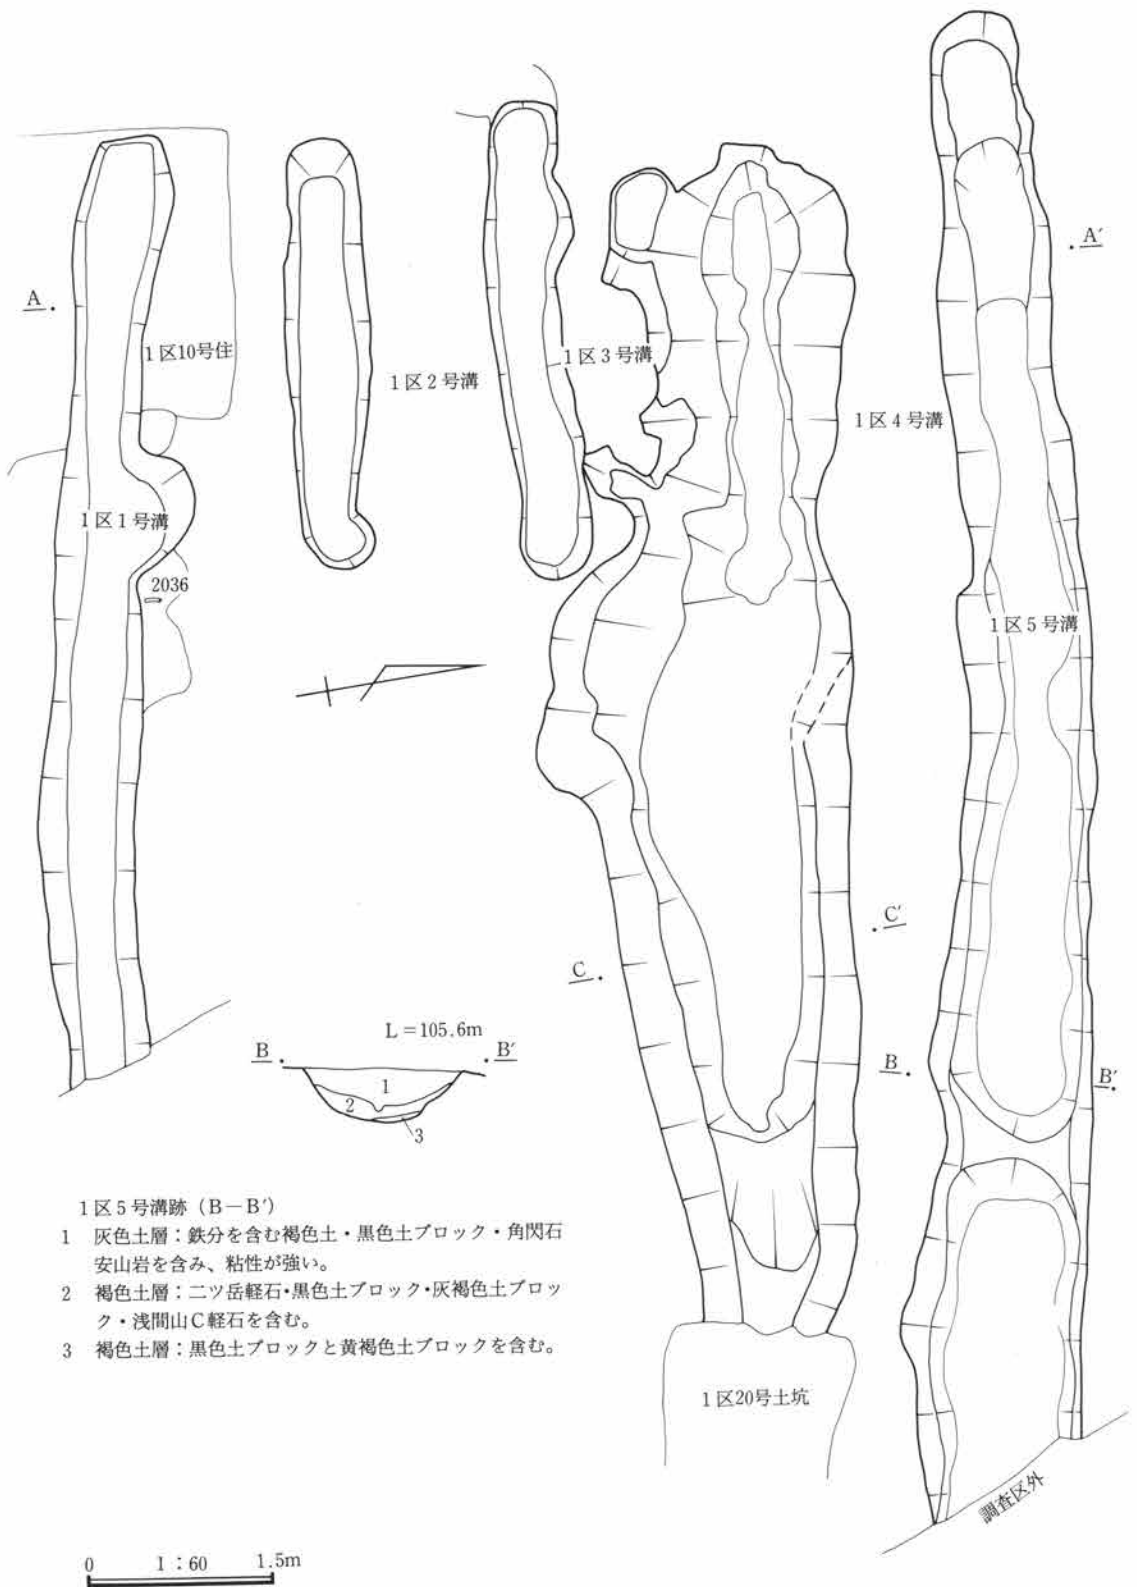 A′
A
1区10号住
1区3号溝
1区2号溝
1区4号溝
1区1号溝
2036
1区5号溝
C′
C
L＝105.6m
B B′
B
B′
1
2
3
1区5号溝跡（B－B′）
1 灰色土層：鉄分を含む褐色土・黒色土ブロック・角閃石
安山岩を含み、粘性が強い。
2 褐色土層：二ツ岳軽石・黒色土ブロック・灰褐色土ブロッ
ク・浅間山C軽石を含む。
3 褐色土層：黒色土ブロックと黄褐色土ブロックを含む。
1区20号土坑
調査区外
0 1：60 1.5m